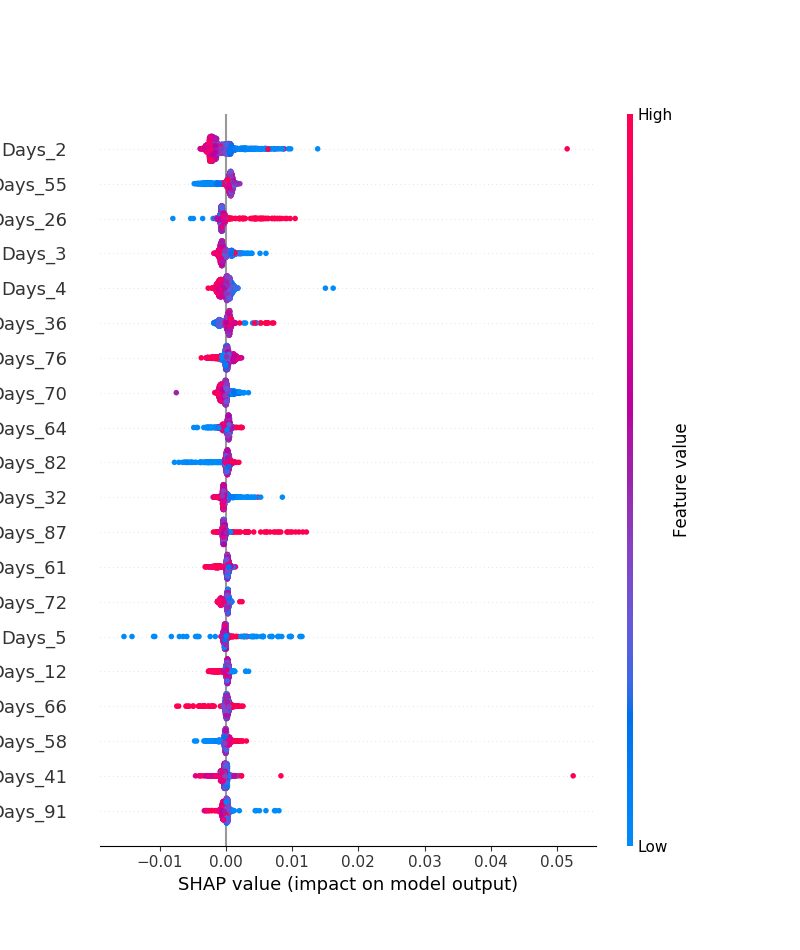 High
Days_2
Days_55
Days_26
Days_3
Days_4
Days_36
Days_76
Days_70
Days_64
Days_82
Days_32
Days_87
Days_61
Days_72
Days_5
Days_12
Days_66
Days_58
Days_41
Days_91
Feature value
Low
−0.01 0.00 0.01 0.02 0.03 0.04 0.05
SHAP value (impact on model output)